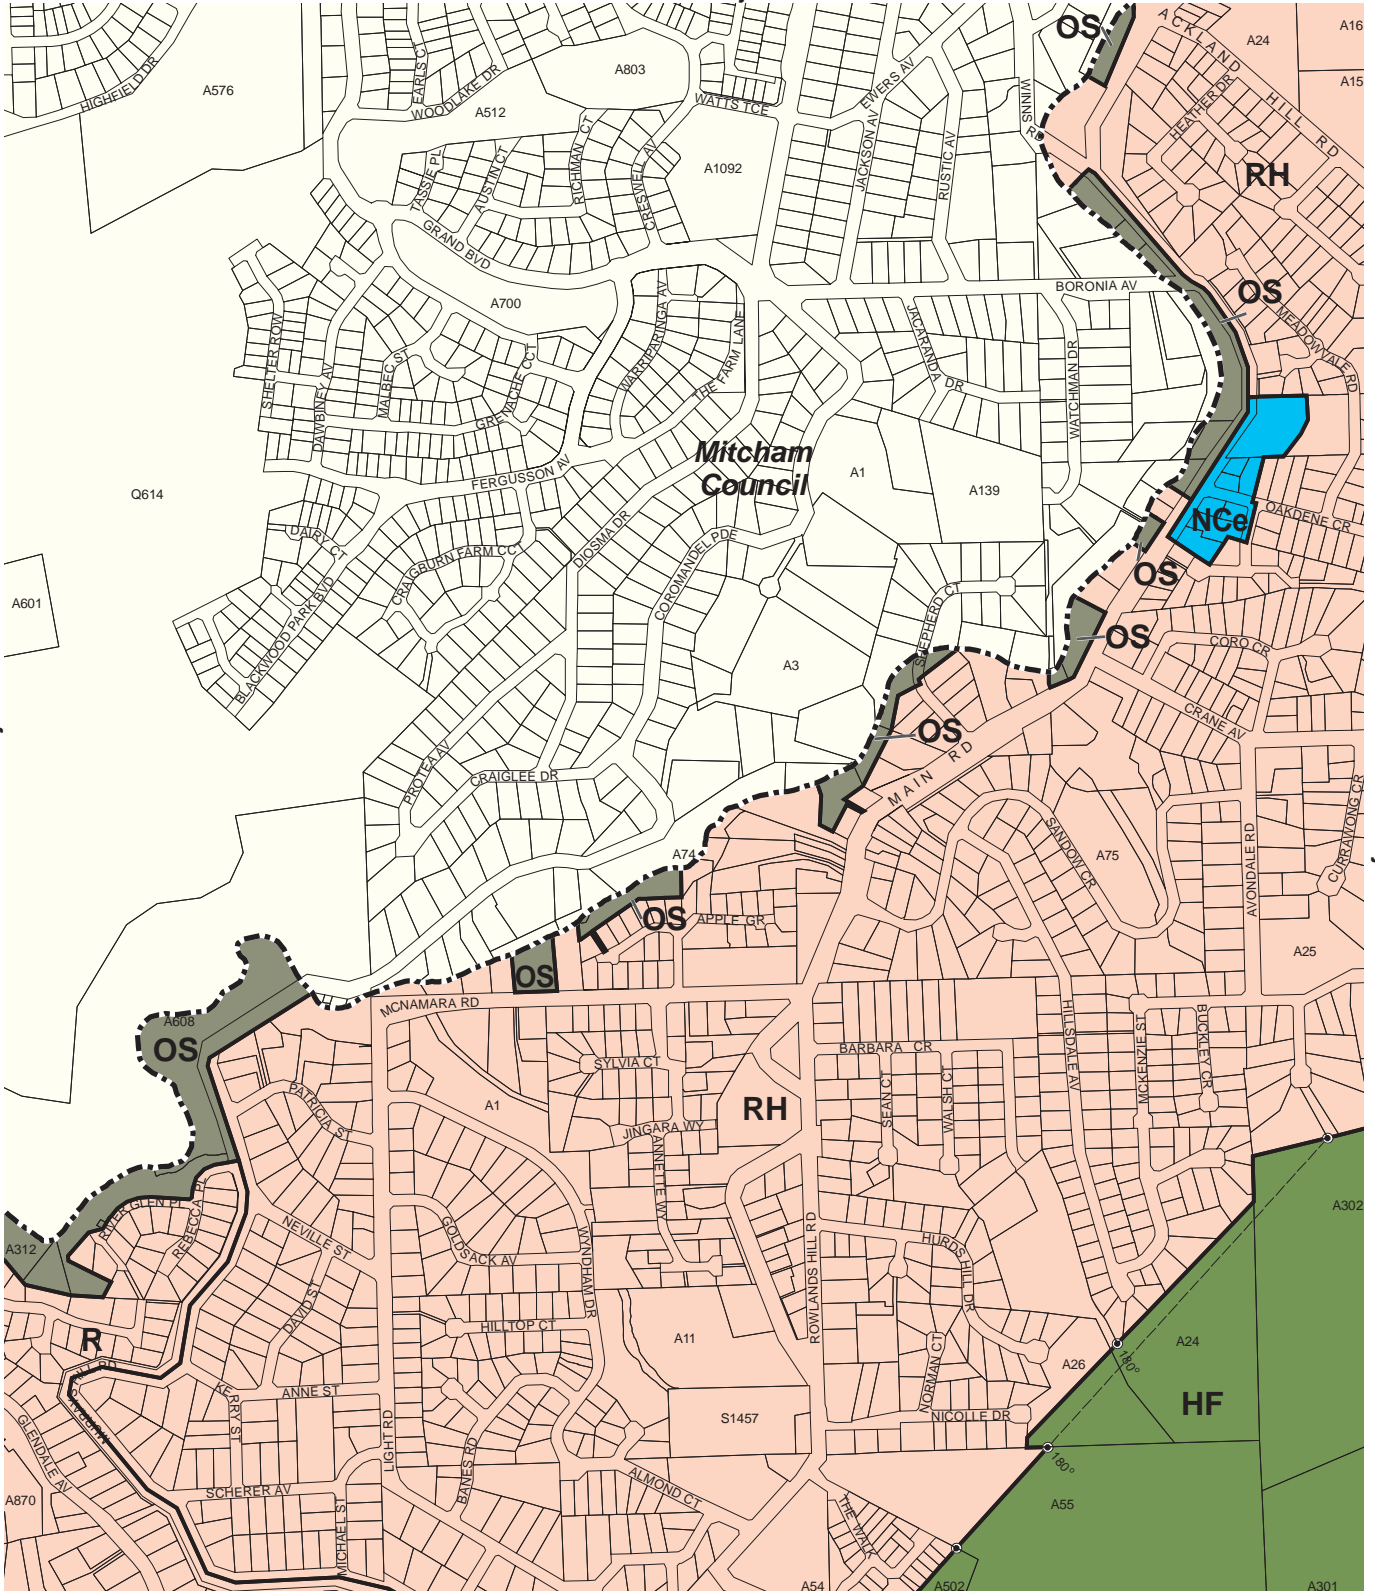 OS
ACKLAND HILL RD
A24
A16
A15
HIGHFIELD DR
A576
EARLS CT
WOODLAKE DR
A512
A803
WATTS TCE
EWERS AV
WINNS RD
HEATHER DR
RH
TASSIE PL
AUSTIN CT
RICHMAN CT
CRESWELL AV
A1092
JACKSON AV
RUSTIC AV
GRAND BVD
A700
BORONIA AV
OS
MEADOWVALE RD
SHELTER ROW
DAWBINEY AV
MALBEC ST
GRENACHE CCT
WARRIPARINGA AV
THE FARM LANE
JACARANDA DR
WATCHMAN DR
Mitcham
Council
FERGUSSON AV
A1
A139
Q614
NCe
OAKDENE CR
DAIRY CT
CRAIGBURN FARM CCT
DIOSMA DR
COROMANDEL PDE
OS
A601
BLACKWOOD PARK BVD
SHEPHERD CT
OS
CORO CR
A3
CRANE AV
OS
MAIN RD
PROTEA AV
CRAIGLEE DR
SANDOW CR
A75
AVONDALE RD
CURRAWONG CR
A74
OS
APPLE GR
A25
OS
MCNAMARA RD
A608
OS
HILLSDALE AV
MCKENZIE ST
BUCKLEY CR
BARBARA CR
SYLVIA CT
PATRICIA ST
A1
RH
SEAN CT
WALSH CT
JINGARA WY
ANNETTE WY
RIVER GLEN PL
REBECCA PL
A312
NEVILLE ST
GOLDSACK AV
WYNDHAM DR
ROWLANDS HILL RD
HURDS HILL DR
A302
DAVID ST
HILLTOP CT
A11
R
A26
A24
180°
HF
MURRAYS HILL RD
KERRY ST
ANNE ST
NORMAN CT
NICOLLE DR
S1457
GLENDALE AV
LIGHT RD
BANES RD
180°
SCHERER AV
ALMOND CT
A870
MICHAEL ST
THE WALK
A55
A54
A502
A301